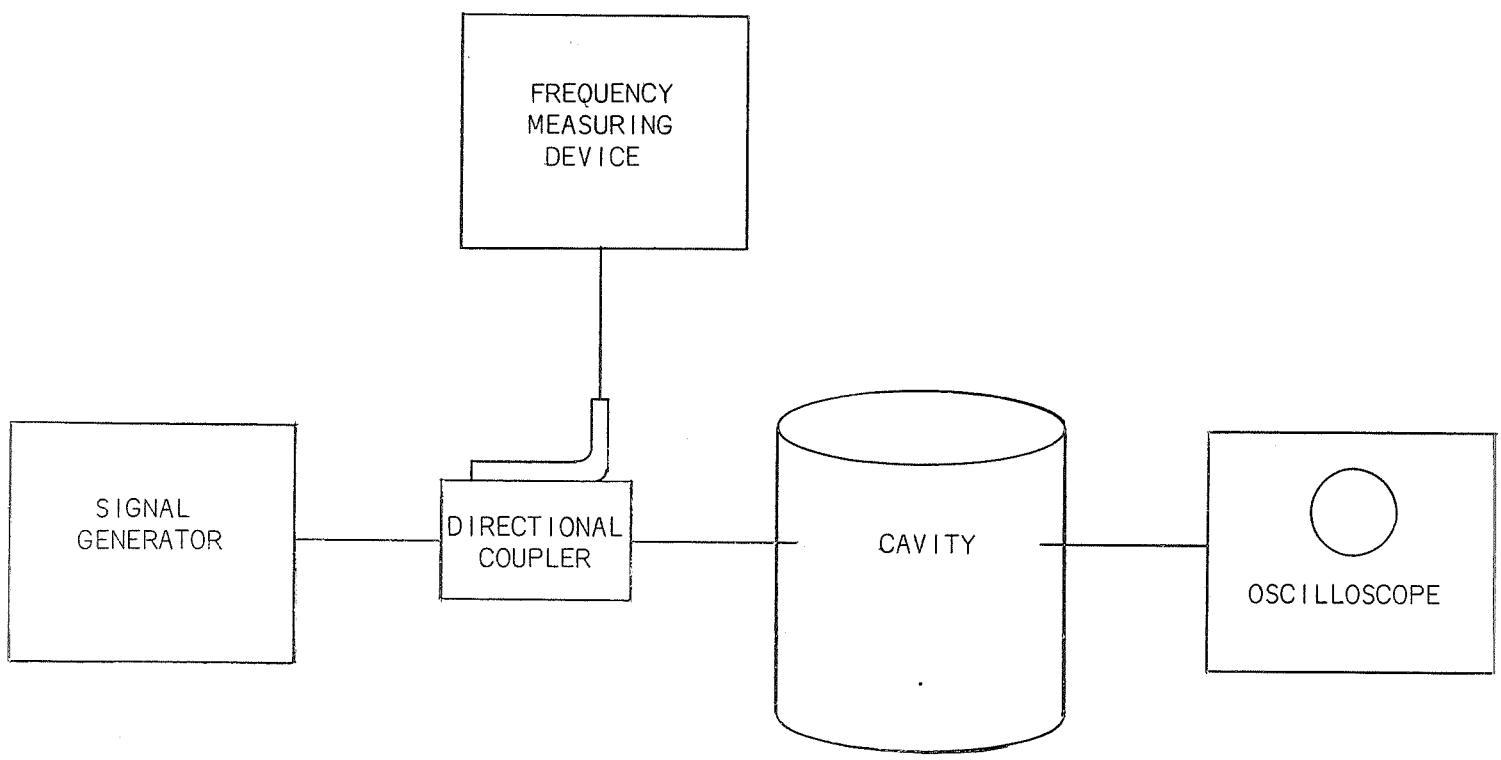 FREQUENCY
MEASURING
DEVICE
SIGNAL
GENERATOR
DIRECTIONAL
COUPLER
CAVITY
OSCILLOSCOPE